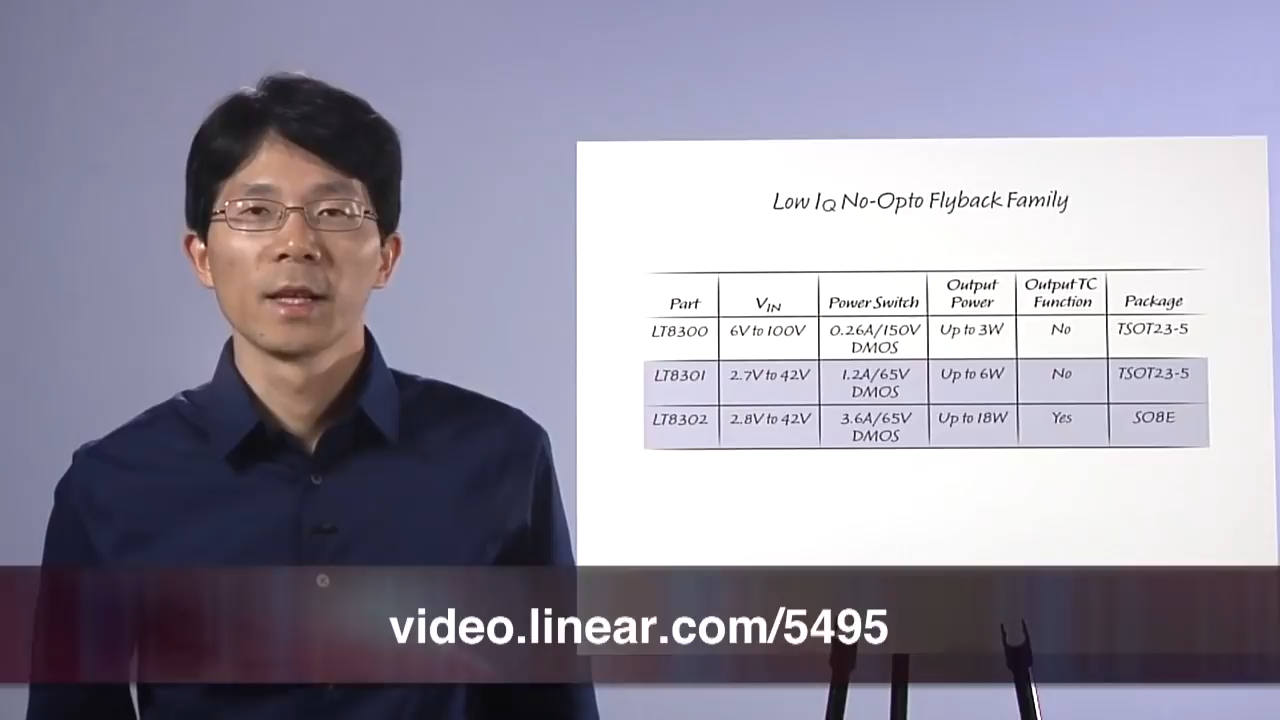 Low IQ No-Opto Flyback Family
Part VIN Power Switch Output Power Output TC Function Package
LT8300 6V to 100V 0.26A/150V DMOS Up to 3W No TSOT23-5
LT8301 2.7V to 42V 1.2A/65V DMOS Up to 6W No TSOT23-5
LT8302 2.8V to 42V 3.6A/65V DMOS Up to 18W Yes SO8E
video.linear.com/5495